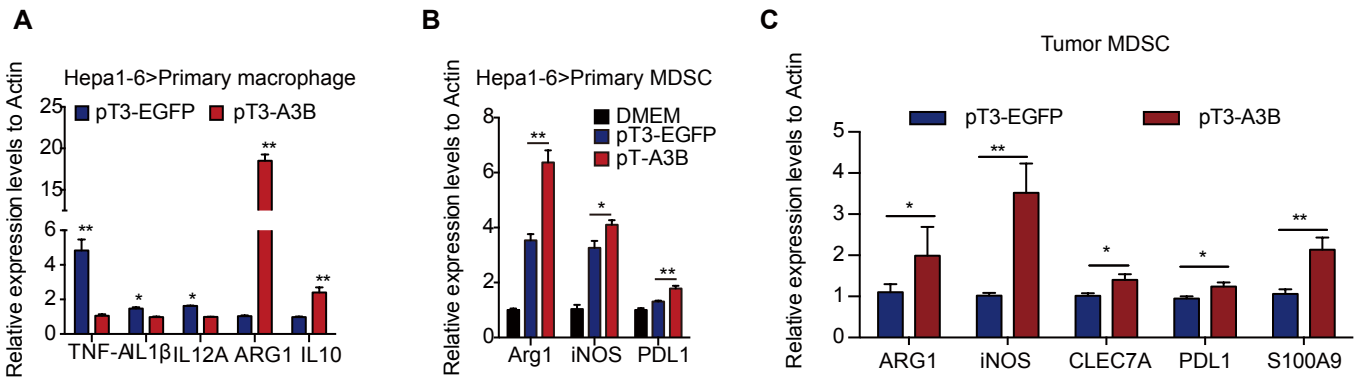 A
Hepa1-6>Primary macrophage
pT3-EGFP pT3-A3B
Relative expression levels to Actin
25
20
15
10
6
4
2
0
**
*
*
**
**
TNF-A IL1β IL12A ARG1 IL10
B
Hepa1-6>Primary MDSC
DMEM
pT3-EGFP
pT-A3B
Relative expression levels to Actin
8
6
4
2
0
**
*
**
Arg1 iNOS PDL1
C
Tumor MDSC
pT3-EGFP pT3-A3B
Relative expression levels to Actin
5
4
3
2
1
0
*
**
*
*
**
ARG1 iNOS CLEC7A PDL1 S100A9